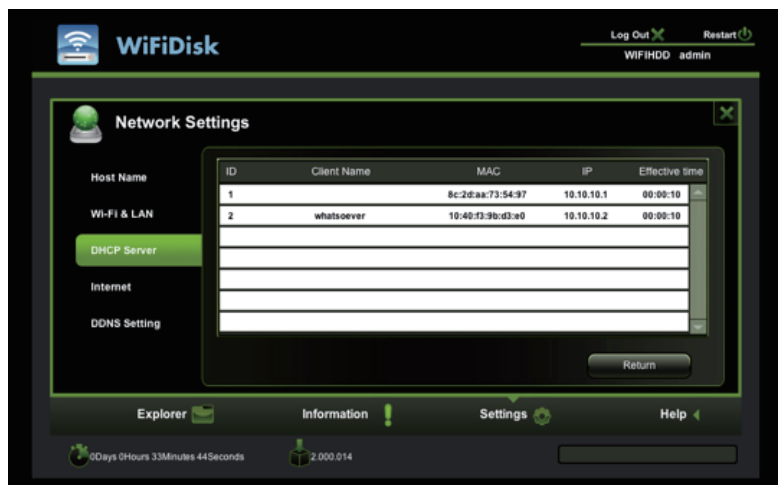 WiFiDisk
Log Out Restart
WIFIHDD admin
Network Settings
Host Name
Wi-Fi & LAN
DHCP Server
Internet
DDNS Setting
ID Client Name MAC IP Effective time
1 8c:2d:aa:73:54:97 10.10.10.1 00:00:10
2 whatsoever 10:40:f3:9b:d3:e0 10.10.10.2 00:00:10
Return
Explorer Information Settings Help
0Days 0Hours 33Minutes 44Seconds 2.000.014